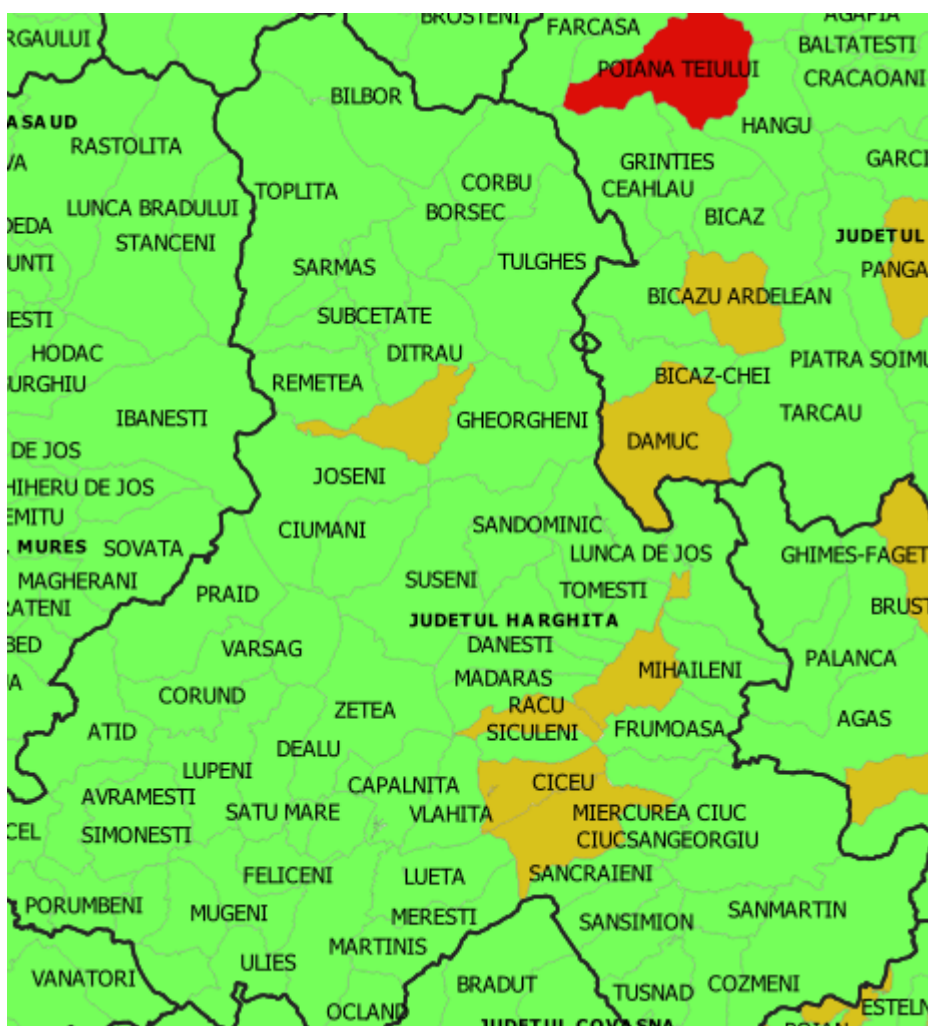 BROSTENI
FARCASA
AGAPIA
RGAULUI
BALTATESTI
POIANA TEIULUI
CRACAOANI
BILBOR
ASAUD
HANGU
RASTOLITA
VA
GRINTIES
GARCI
CORBU
CEAHLAU
TOPLITA
LUNCA BRADULUI
BORSEC
BICAZ
DEDA
STANCENI
JUDETUL
UNTI
SARMAS
TULGHES
PANGA
BICAZU ARDELEAN
ESTI
SUBCETATE
HODAC
DITRAU
PIATRA SOIMU
BURGHIU
REMETEA
BICAZ-CHEI
IBANESTI
GHEORGHENI
TARCAU
DAMUC
DE JOS
JOSENI
HIHERU DE JOS
EMITU
CIUMANI
SANDOMINIC
MURES
SOVATA
LUNCA DE JOS
GHIMES-FAGET
MAGHERANI
SUSENI
TOMESTI
PRAID
RATENI
BRUST
JUDETUL HARGHITA
BED
VARSAG
DANESTI
PALANCA
MADARAS
MIHAILENI
CORUND
RACU
ZETEA
AGAS
ATID
SICULENI
FRUMOASA
DEALU
LUPENI
CICEU
CAPALNITA
AVRAMESTI
SATU MARE
VLAHITA
MIERCUREA CIUC
CEL
SIMONESTI
CIUCSANGEORGIU
FELICENI
LUETA
SANCRAIENI
PORUMBENI
MUGENI
MERESTI
SANSIMION
SANMARTIN
MARTINIS
ULIES
VANATORI
BRADUT
TUSNAD
COZMENI
OCLAND
ESTELN
JUDETUL COVASNA